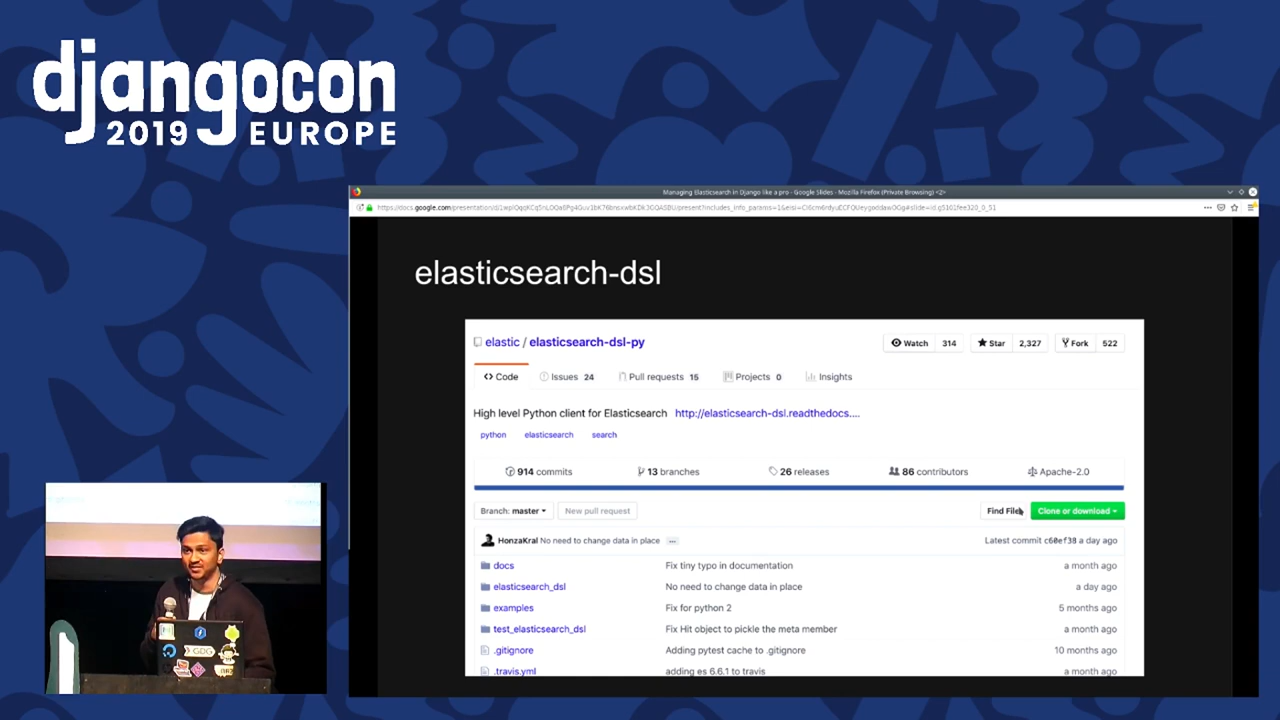 djangocon
2019 EUROPE
Managing Elasticsearch in Django like a pro - Google Slides - Mozilla Firefox (Private Browsing) <2>
elasticsearch-dsl
elastic / elasticsearch-dsl-py
Watch 314 Star 2,327 Fork 522
Code Issues 24 Pull requests 15 Projects 0 Insights
High level Python client for Elasticsearch http://elasticsearch-dsl.readthedocs....
python elasticsearch search
914 commits 13 branches 26 releases 86 contributors Apache-2.0
Branch: master New pull request Find File Clone or download
HonzaKral No need to change data in place ... Latest commit c60ef38 a day ago
docs Fix tiny typo in documentation a month ago
elasticsearch_dsl No need to change data in place a day ago
examples Fix for python 2 5 months ago
test_elasticsearch_dsl Fix Hit object to pickle the meta member a month ago
.gitignore Adding pytest cache to .gitignore 10 months ago
.travis.yml adding es 6.6.1 to travis a month ago
GDG